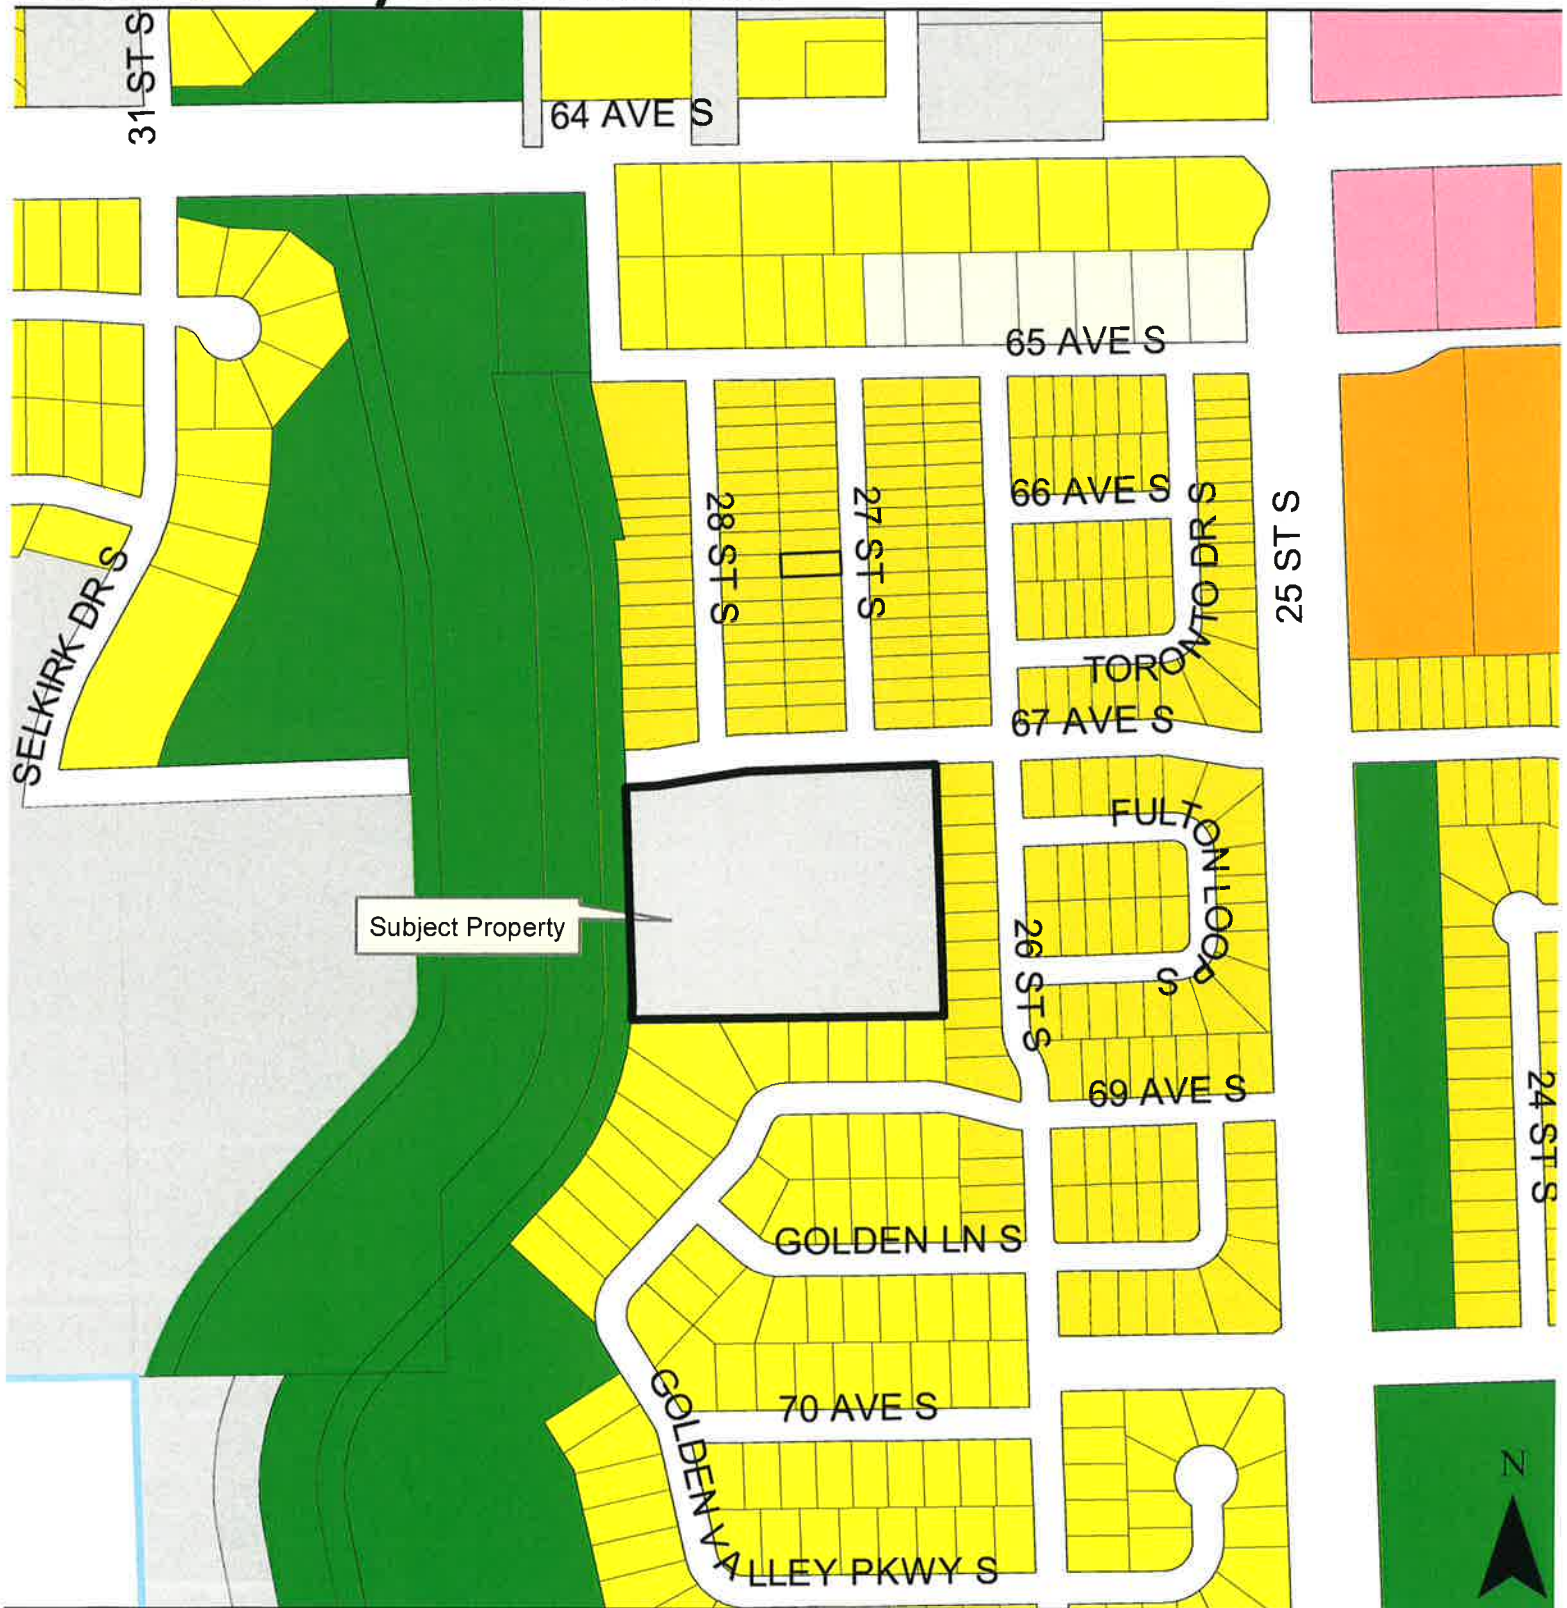 31 ST S
64 AVE S
65 AVE S
66 AVE S
28 ST S
27 ST S
TORONTO DR S
25 ST S
SELKIRK DR S
67 AVE S
FULTON LOOP S
Subject Property
26 ST S
69 AVE S
24 ST S
GOLDEN LN S
70 AVE S
GOLDEN VALLEY PKWY S
N